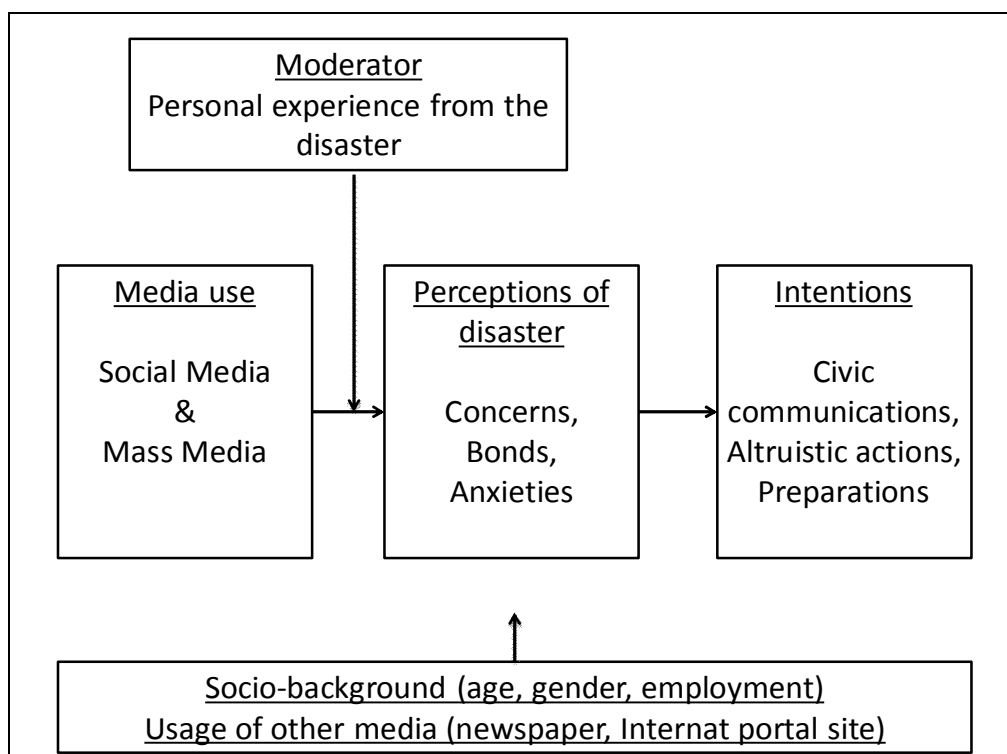 Moderator
Personal experience from the
disaster
Media use
Social Media
&
Mass Media
Perceptions of
disaster
Concerns,
Bonds,
Anxieties
Intentions
Civic
communications,
Altruistic actions,
Preparations
Socio-background (age, gender, employment)
Usage of other media (newspaper, Internat portal site)